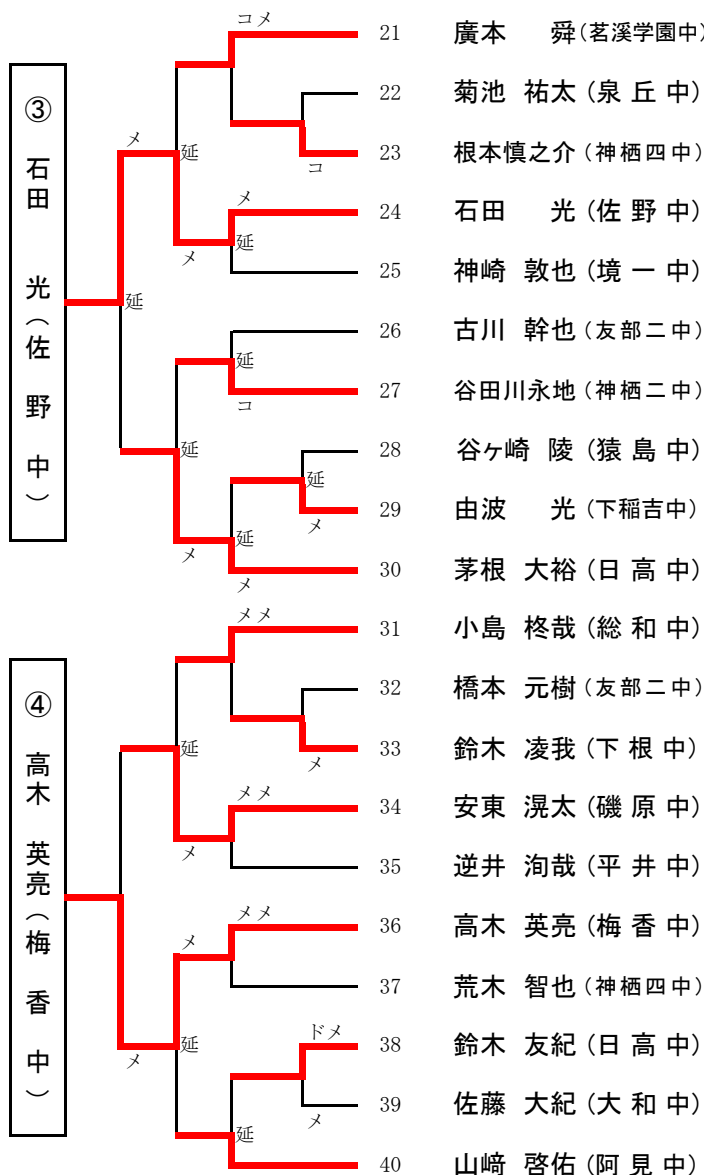 ③ 石田 光(佐野中)
④ 高木 英亮(梅香中)
コメ
21 廣本 舜(茗溪学園中)
22 菊池 祐太(泉丘中)
メ
延
23 根本慎之介(神栖四中)
コ
メ
24 石田 光(佐野中)
メ
延
25 神崎 敦也(境一中)
延
26 古川 幹也(友部二中)
延
27 谷田川永地(神栖二中)
コ
28 谷ヶ崎 陵(猿島中)
延
延
29 由波 光(下稲吉中)
メ
メ
延
30 茅根 大裕(日高中)
メ
メメ
31 小島 柊哉(総和中)
32 橋本 元樹(友部二中)
延
33 鈴木 凌我(下根中)
メ
メメ
34 安東 滉太(磯原中)
メ
35 逆井 洵哉(平井中)
メメ
36 高木 英亮(梅香中)
メ
37 荒木 智也(神栖四中)
ドメ
38 鈴木 友紀(日高中)
メ
延
39 佐藤 大紀(大和中)
メ
延
40 山﨑 啓佑(阿見中)